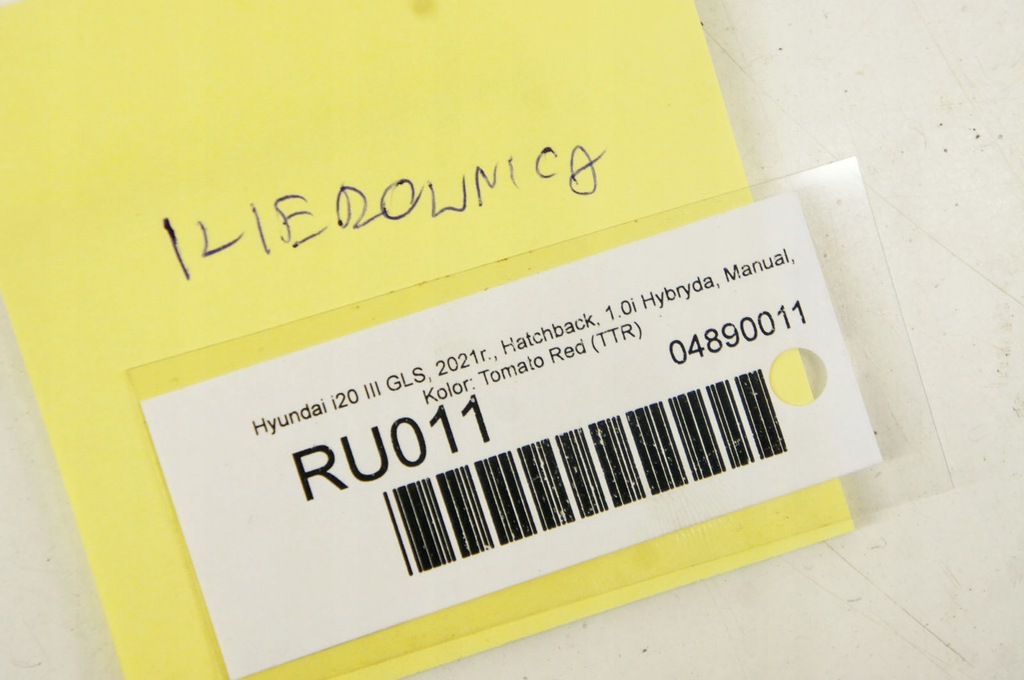 KIEROWNICA
Hyundai i20 III GLS, 2021r., Hatchback, 1.0i Hybryda, Manual,
Kolor: Tomato Red (TTR)
RU011
04890011